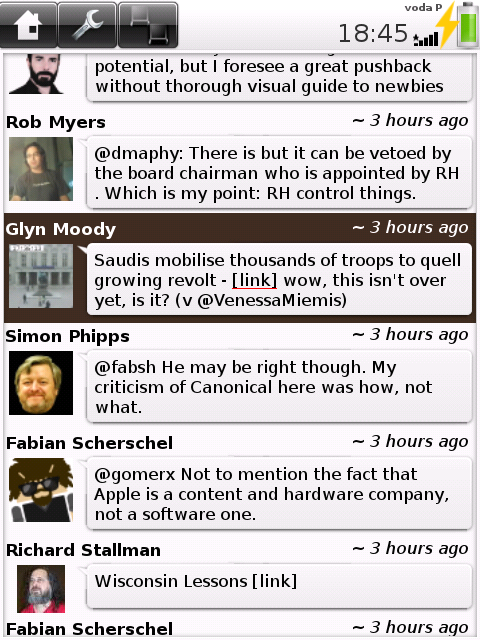 voda P
18:45
potential, but I foresee a great pushback
without thorough visual guide to newbies
Rob Myers
~ 3 hours ago
@dmaphy: There is but it can be vetoed by
the board chairman who is appointed by RH
. Which is my point: RH control things.
Glyn Moody
~ 3 hours ago
Saudis mobilise thousands of troops to quell
growing revolt - [link] wow, this isn't over
yet, is it? (v @VenessaMiemis)
Simon Phipps
~ 3 hours ago
@fabsh He may be right though. My
criticism of Canonical here was how, not
what.
Fabian Scherschel
~ 3 hours ago
@gomerx Not to mention the fact that
Apple is a content and hardware company,
not a software one.
Richard Stallman
~ 3 hours ago
Wisconsin Lessons [link]
Fabian Scherschel
~ 3 hours ago